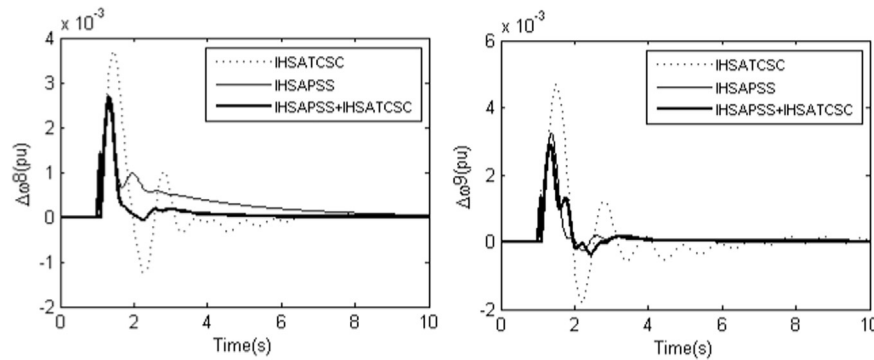 x 10⁻³
4
3
2
1
0
-1
-2
0 2 4 6 8 10
Time(s)
Δω8(pu)
IHSATCSC
IHSAPSS
IHSAPSS+IHSATCSC
x 10⁻³
6
4
2
0
-2
0 2 4 6 8 10
Time(s)
Δω9(pu)
IHSATCSC
IHSAPSS
IHSAPSS+IHSATCSC